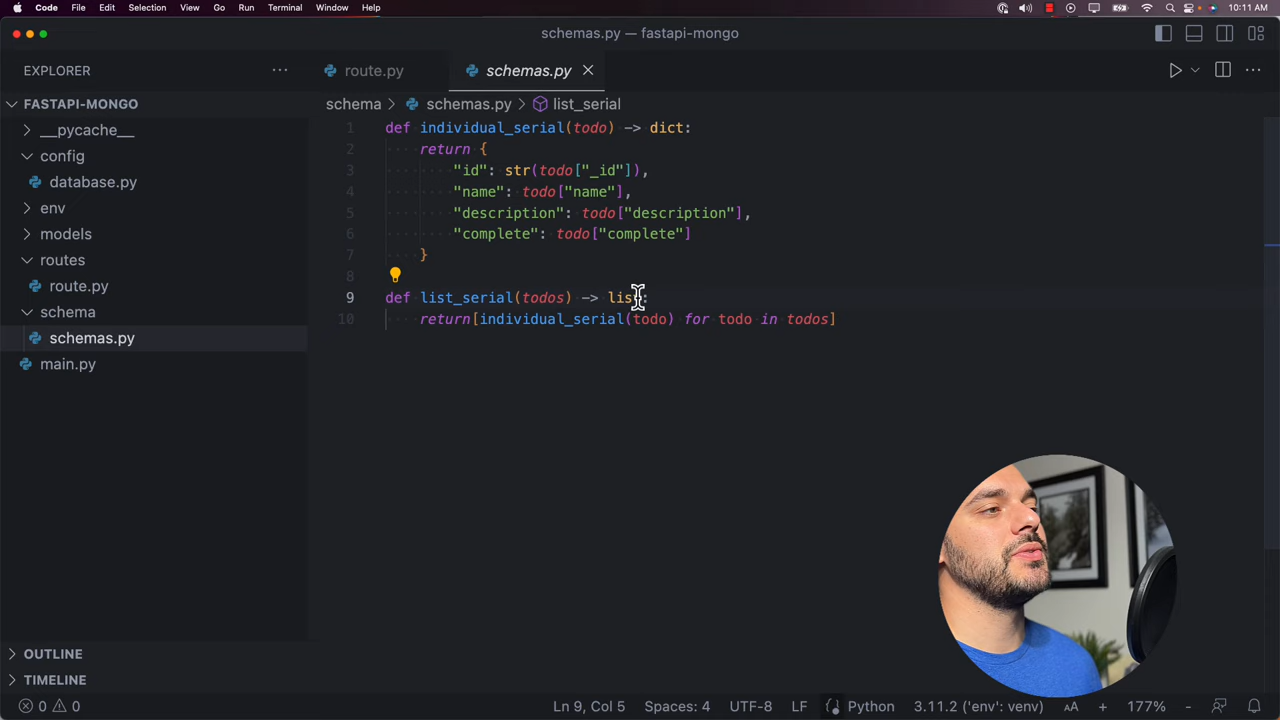 Code File Edit Selection View Go Run Terminal Window Help 10:11 AM
schemas.py — fastapi-mongo
EXPLORER
route.py
schemas.py
FASTAPI-MONGO
__pycache__
config
database.py
env
models
routes
route.py
schema
schemas.py
main.py
OUTLINE
TIMELINE
schema > schemas.py > list_serial
1 def individual_serial(todo) -> dict:
2 return {
3 "id": str(todo["_id"]),
4 "name": todo["name"],
5 "description": todo["description"],
6 "complete": todo["complete"]
7 }
8
9 def list_serial(todos) -> list:
10 return[individual_serial(todo) for todo in todos]
0 0 Ln 9, Col 5 Spaces: 4 UTF-8 LF Python 3.11.2 ('env': venv) AA + 177% -